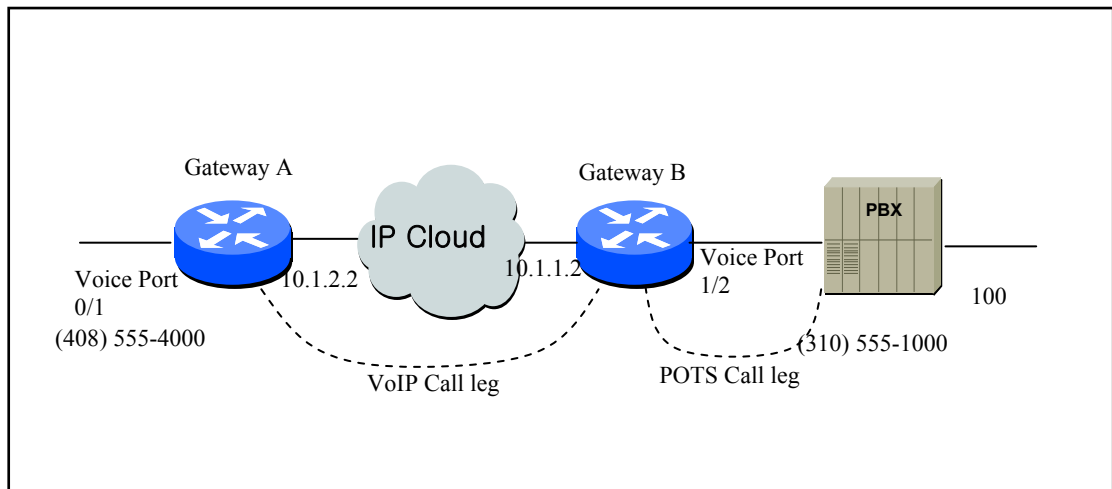 Gateway A
Gateway B
PBX
IP Cloud
Voice Port
0/1
(408) 555-4000
10.1.2.2
10.1.1.2
Voice Port
1/2
100
(310) 555-1000
VoIP Call leg
POTS Call leg